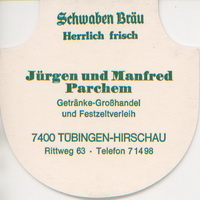 Schwaben Bräu
Herrlich frisch
Jürgen und Manfred
Parchem
Getränke-Großhandel
und Festzeltverleih
7400 TÜBINGEN-HIRSCHAU
Rittweg 63 · Telefon 71498